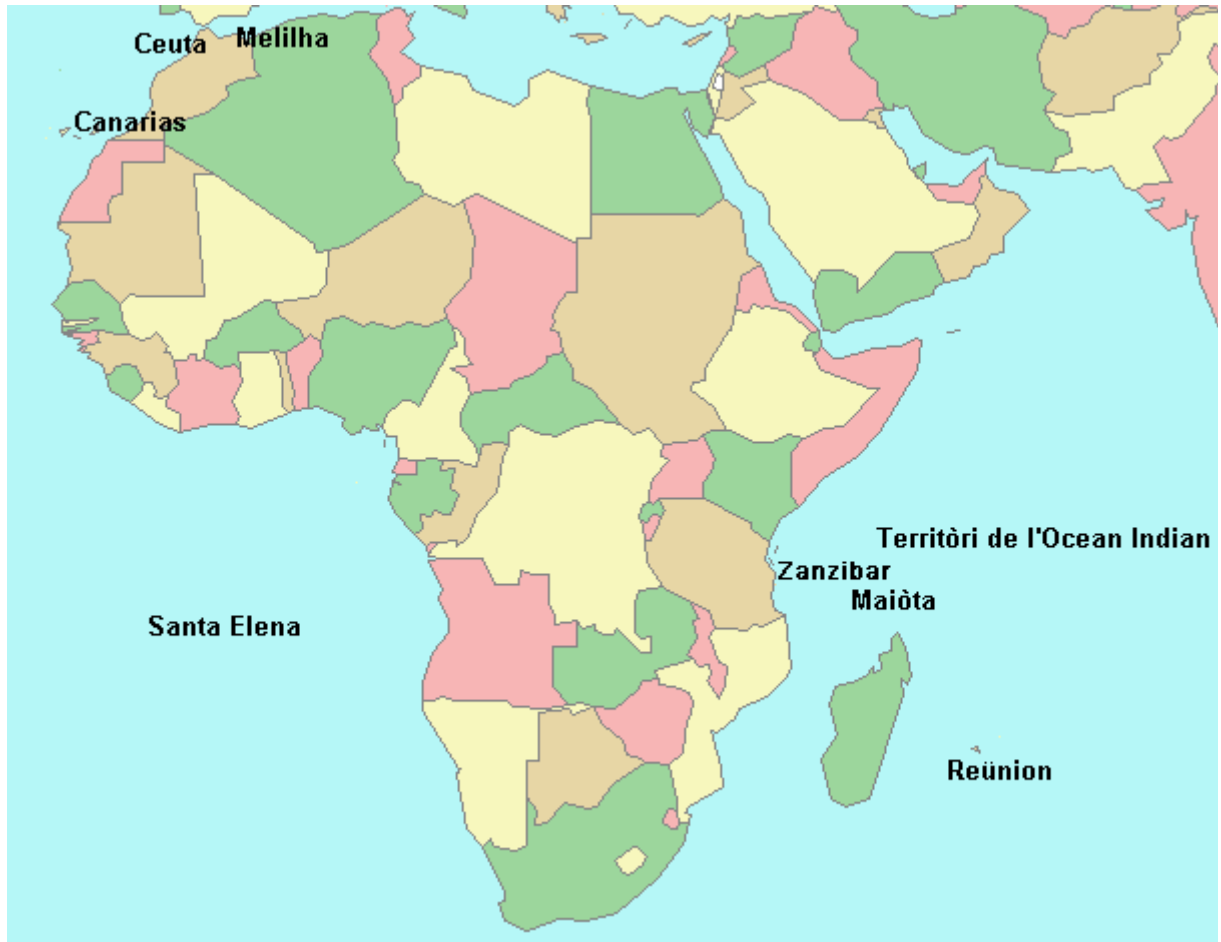 Ceuta
Melilha
Canarias
Territòri de l'Ocean Indian
Zanzibar
Maiòta
Santa Elena
Reünion